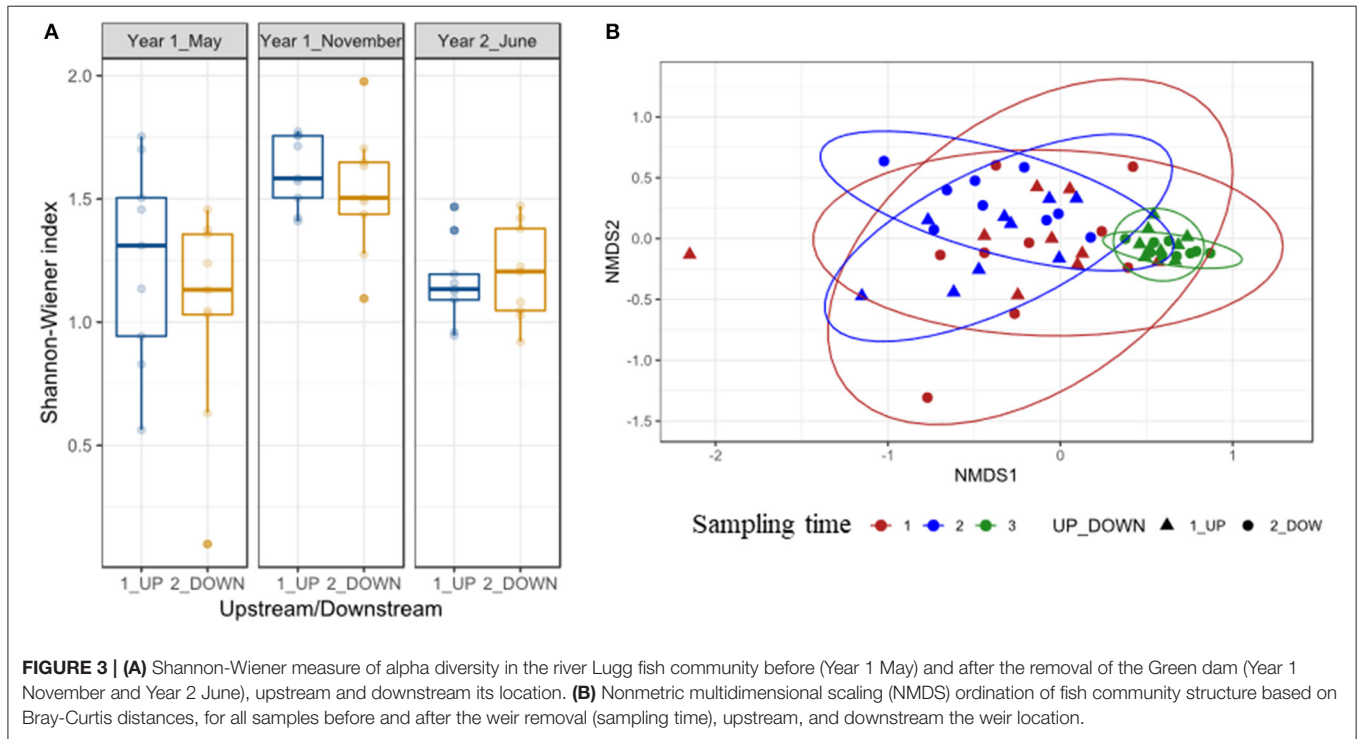 A
B
Year 1_May Year 1_November Year 2_June
2.0
1.5
1.0
0.5
Shannon-Wiener index
1_UP 2_DOWN 1_UP 2_DOWN 1_UP 2_DOWN
Upstream/Downstream
1.0
0.5
0.0
-0.5
-1.0
-1.5
NMDS2
-2 -1 0 1
NMDS1
Sampling time 1 2 3 UP_DOWN 1_UP 2_DOW
FIGURE 3 | (A) Shannon-Wiener measure of alpha diversity in the river Lugg fish community before (Year 1 May) and after the removal of the Green dam (Year 1
November and Year 2 June), upstream and downstream its location. (B) Nonmetric multidimensional scaling (NMDS) ordination of fish community structure based on
Bray-Curtis distances, for all samples before and after the weir removal (sampling time), upstream, and downstream the weir location.